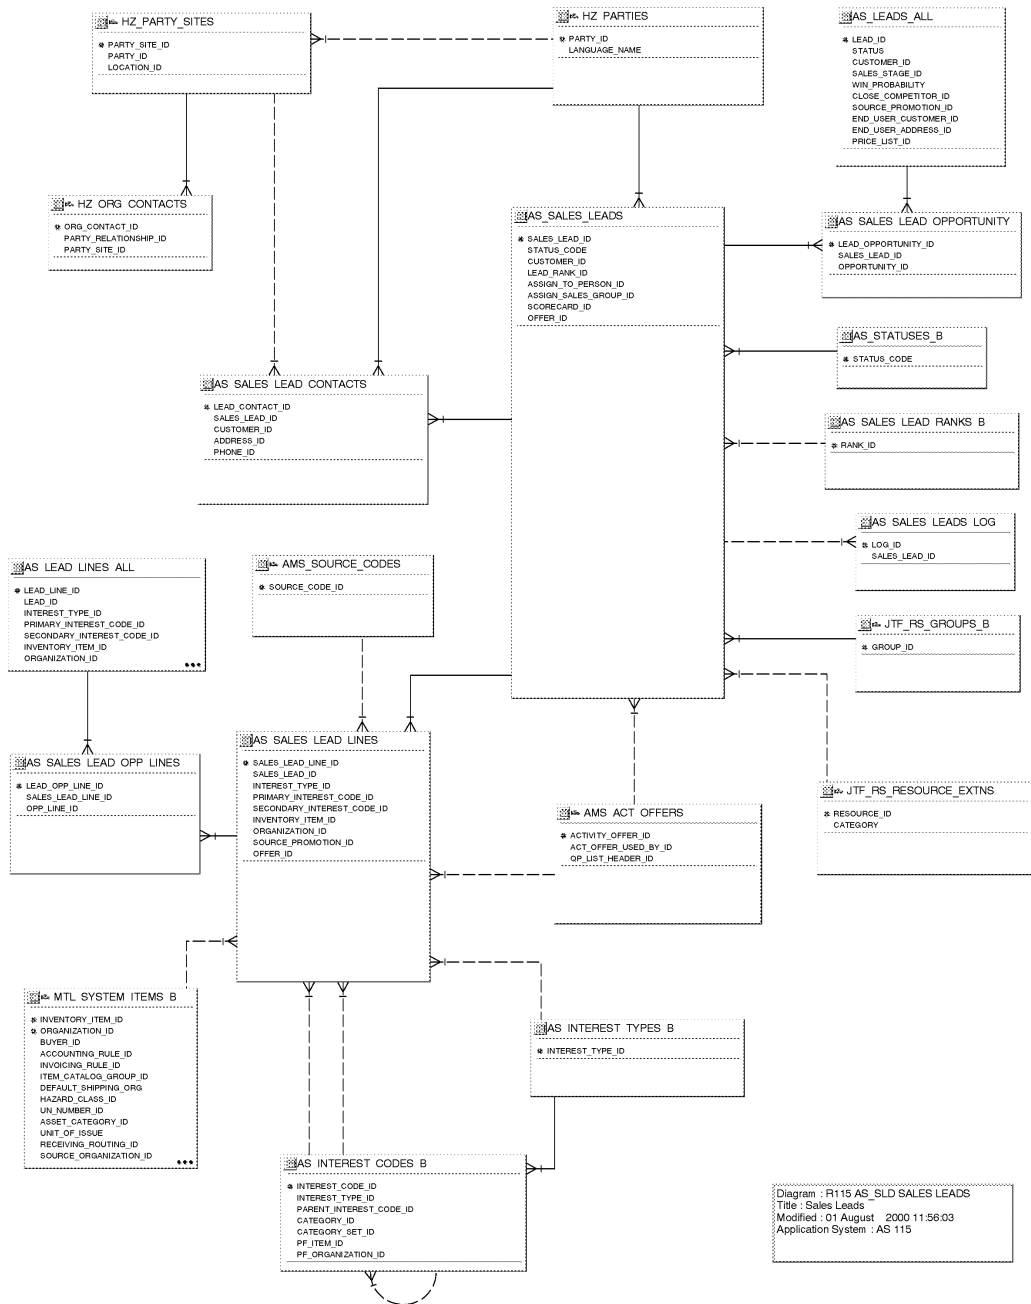 HZ_PARTY_SITES
PARTY_SITE_ID
PARTY_ID
LOCATION_ID
HZ PARTIES
PARTY_ID
LANGUAGE_NAME
AS_LEADS_ALL
LEAD_ID
STATUS
CUSTOMER_ID
SALES_STAGE_ID
WIN_PROBABILITY
CLOSE_COMPETITOR_ID
SOURCE_PROMOTION_ID
END_USER_CUSTOMER_ID
END_USER_ADDRESS_ID
PRICE_LIST_ID
HZ ORG CONTACTS
ORG_CONTACT_ID
PARTY_RELATIONSHIP_ID
PARTY_SITE_ID
AS_SALES_LEADS
SALES_LEAD_ID
STATUS_CODE
CUSTOMER_ID
LEAD_RANK_ID
ASSIGN_TO_PERSON_ID
ASSIGN_SALES_GROUP_ID
SCORECARD_ID
OFFER_ID
AS SALES LEAD OPPORTUNITY
LEAD_OPPORTUNITY_ID
SALES_LEAD_ID
OPPORTUNITY_ID
AS_STATUSES_B
STATUS_CODE
AS SALES LEAD CONTACTS
LEAD_CONTACT_ID
SALES_LEAD_ID
CUSTOMER_ID
ADDRESS_ID
PHONE_ID
AS SALES LEAD RANKS B
RANK_ID
AS SALES LEADS LOG
LOG_ID
SALES_LEAD_ID
AS LEAD LINES ALL
LEAD_LINE_ID
LEAD_ID
INTEREST_TYPE_ID
PRIMARY_INTEREST_CODE_ID
SECONDARY_INTEREST_CODE_ID
INVENTORY_ITEM_ID
ORGANIZATION_ID
AMS_SOURCE_CODES
SOURCE_CODE_ID
JTF_RS_GROUPS_B
GROUP_ID
AS SALES LEAD OPP LINES
LEAD_OPP_LINE_ID
SALES_LEAD_LINE_ID
OPP_LINE_ID
AS SALES LEAD LINES
SALES_LEAD_LINE_ID
SALES_LEAD_ID
INTEREST_TYPE_ID
PRIMARY_INTEREST_CODE_ID
SECONDARY_INTEREST_CODE_ID
INVENTORY_ITEM_ID
ORGANIZATION_ID
SOURCE_PROMOTION_ID
OFFER_ID
AMS ACT OFFERS
ACTIVITY_OFFER_ID
ACT_OFFER_USED_BY_ID
QP_LIST_HEADER_ID
JTF_RS_RESOURCE_EXTNS
RESOURCE_ID
CATEGORY
MTL SYSTEM ITEMS B
INVENTORY_ITEM_ID
ORGANIZATION_ID
BUYER_ID
ACCOUNTING_RULE_ID
INVOICING_RULE_ID
ITEM_CATALOG_GROUP_ID
DEFAULT_SHIPPING_ORG
HAZARD_CLASS_ID
UN_NUMBER_ID
ASSET_CATEGORY_ID
UNIT_OF_ISSUE
RECEIVING_ROUTING_ID
SOURCE_ORGANIZATION_ID
AS INTEREST TYPES B
INTEREST_TYPE_ID
AS INTEREST CODES B
INTEREST_CODE_ID
INTEREST_TYPE_ID
PARENT_INTEREST_CODE_ID
CATEGORY_ID
CATEGORY_SET_ID
PF_ITEM_ID
PF_ORGANIZATION_ID
Diagram : R115 AS_SLD SALES LEADS
Title : Sales Leads
Modified : 01 August 2000 11:56:03
Application System : AS 115